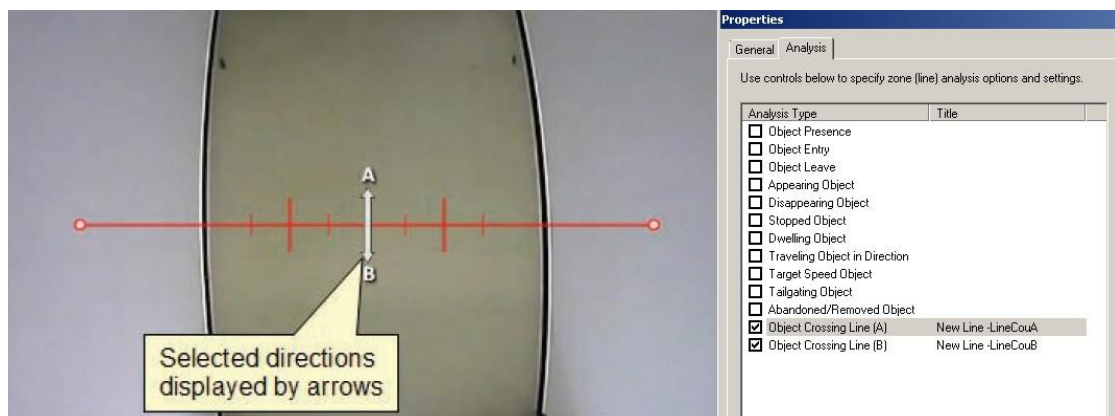 A
B
Selected directions
displayed by arrows
Properties
General Analysis
Use controls below to specify zone (line) analysis options and settings.
Analysis Type Title
Object Presence
Object Entry
Object Leave
Appearing Object
Disappearing Object
Stopped Object
Dwelling Object
Traveling Object in Direction
Target Speed Object
Tailgating Object
Abandoned/Removed Object
Object Crossing Line (A) New Line -LineCouA
Object Crossing Line (B) New Line -LineCouB